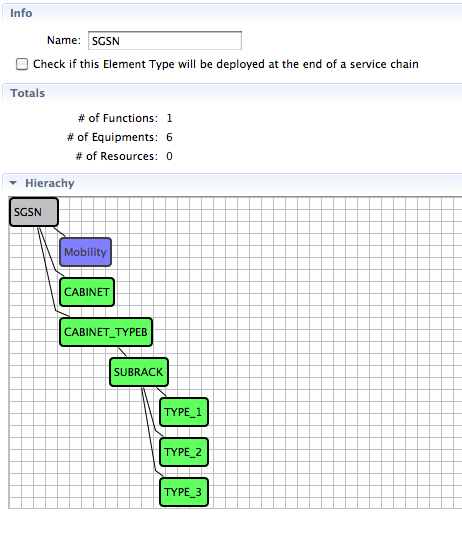 Info
Name: SGSN
Check if this Element Type will be deployed at the end of a service chain
Totals
# of Functions: 1
# of Equipments: 6
# of Resources: 0
Hierachy
SGSN
Mobility
CABINET
CABINET_TYPEB
SUBRACK
TYPE_1
TYPE_2
TYPE_3